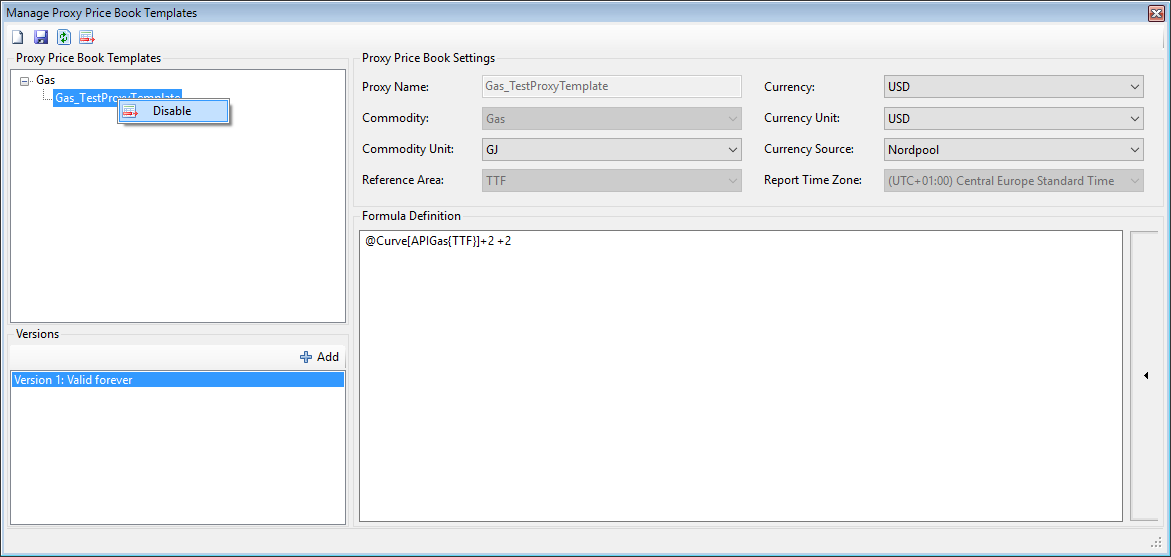 Manage Proxy Price Book Templates
Proxy Price Book Templates
Gas
Gas_TestProxyTemplate
Disable
Versions
Add
Version 1: Valid forever
Proxy Price Book Settings
Proxy Name: Gas_TestProxyTemplate Currency: USD
Commodity: Gas Currency Unit: USD
Commodity Unit: GJ Currency Source: Nordpool
Reference Area: TTF Report Time Zone: (UTC+01:00) Central Europe Standard Time
Formula Definition
@Curve[APIGas{TTF}]+2 +2